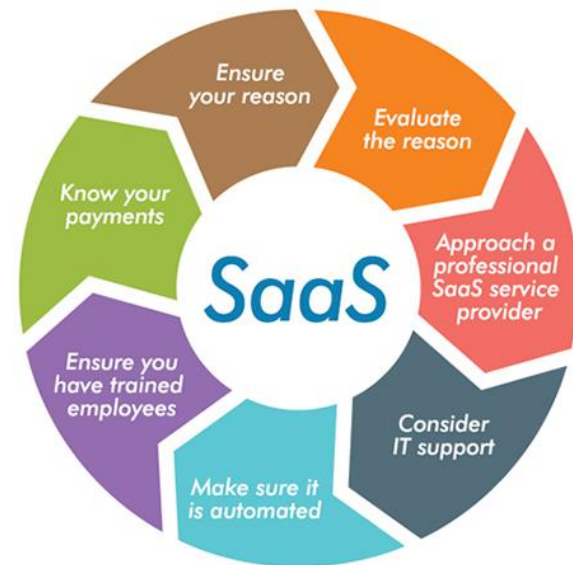 Ensure
your reason
Evaluate
the reason
Approach a
professional
SaaS service
provider
Consider
IT support
Make sure it
is automated
Ensure you
have trained
employees
Know your
payments
SaaS